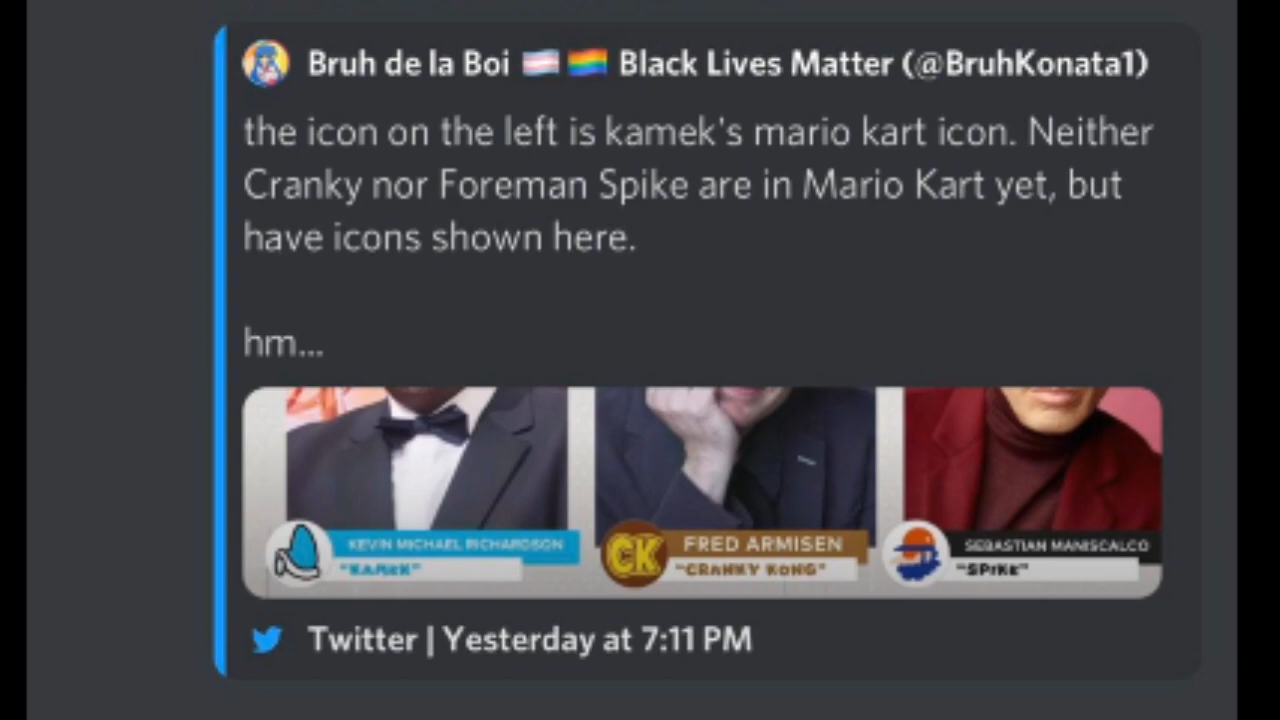 Bruh de la Boi 🏳️‍⚧️🏳️‍🌈 Black Lives Matter (@BruhKonata1)
the icon on the left is kamek's mario kart icon. Neither
Cranky nor Foreman Spike are in Mario Kart yet, but
have icons shown here.
hm...
KEVIN MICHAEL RICHARDSON
"KAMEK"
CK
FRED ARMISEN
"CRANKY KONG"
SEBASTIAN MANISCALCO
"SPIKE"
Twitter | Yesterday at 7:11 PM